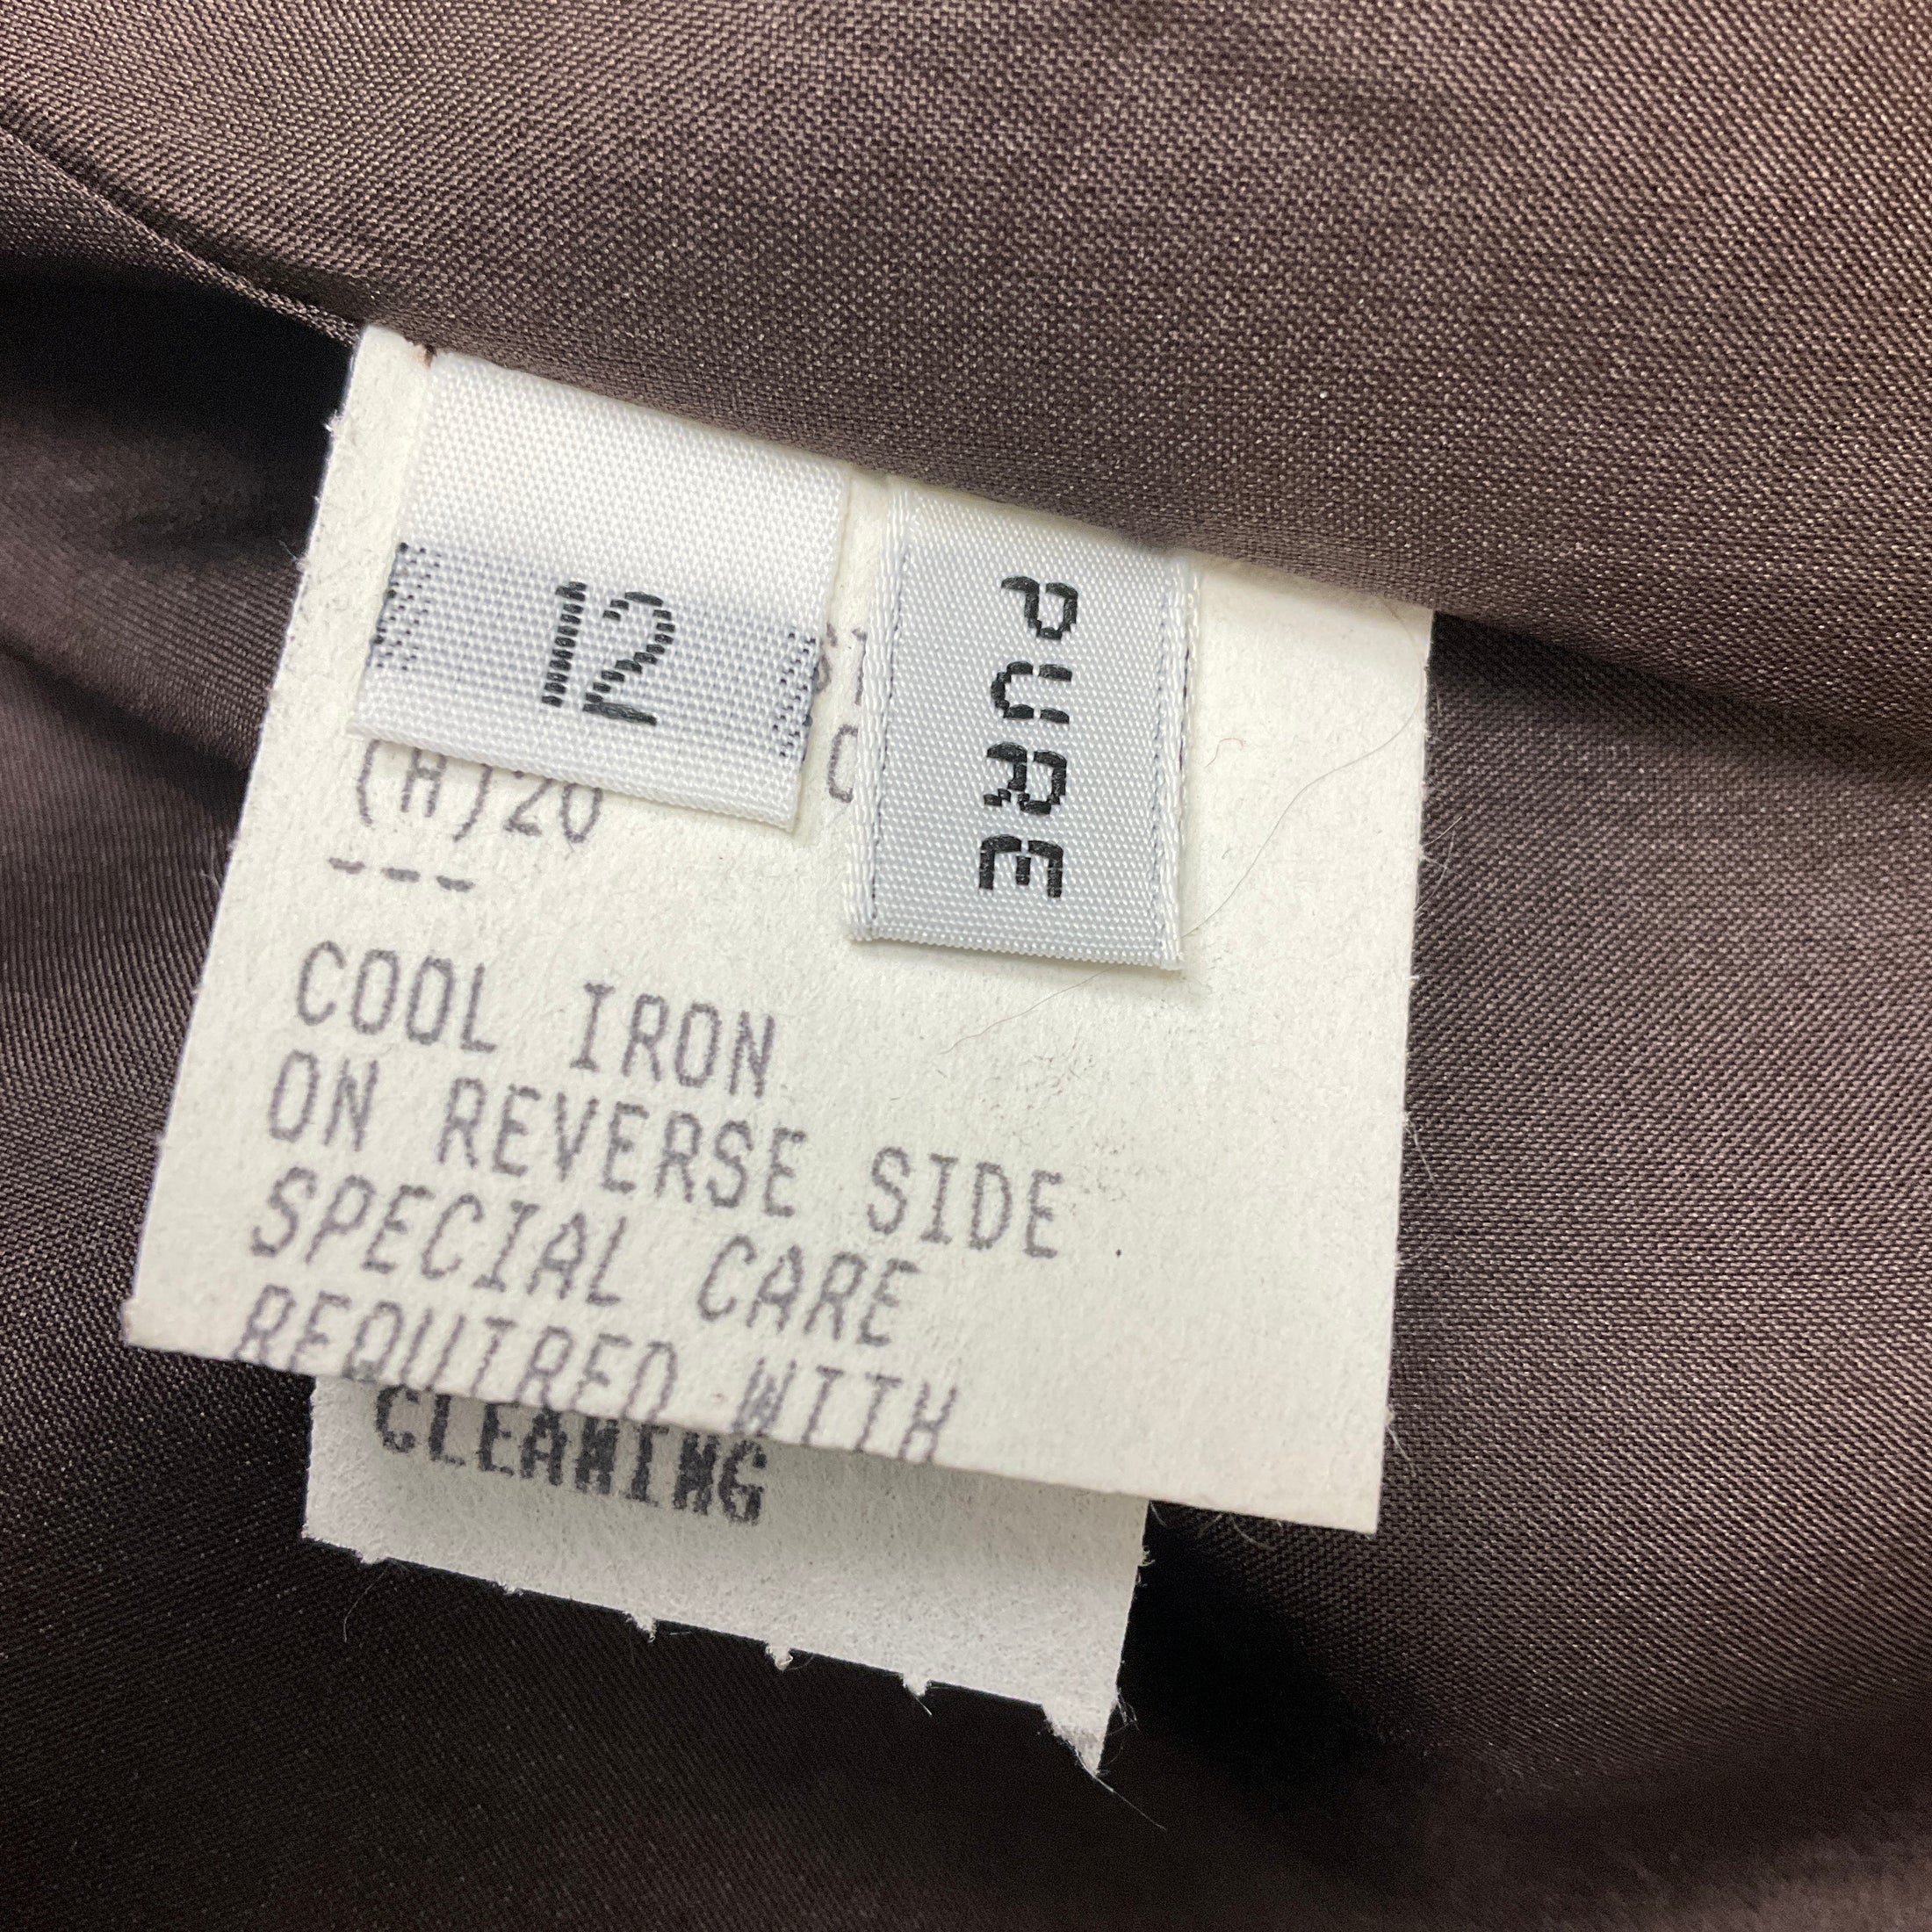 12
PURE
(H)20
---
COOL IRON
ON REVERSE SIDE
SPECIAL CARE
REQUIRED WITH
CLEANING